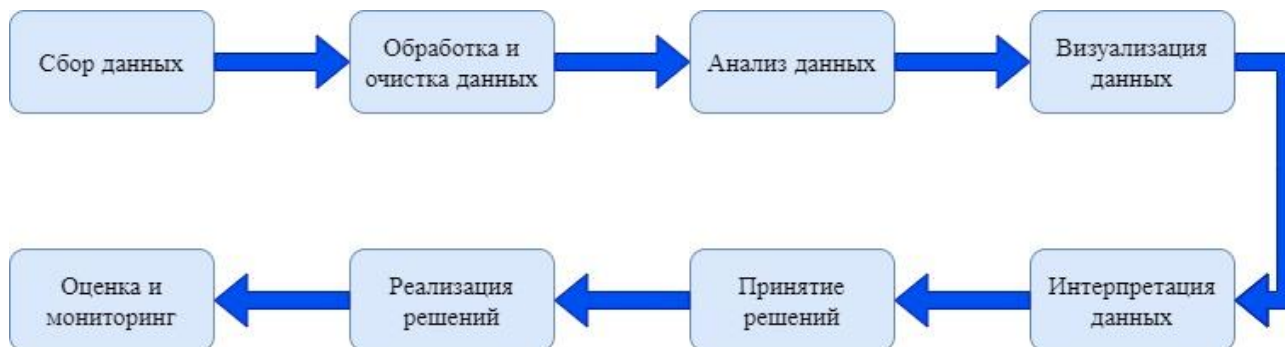 Сбор данных
Обработка и
очистка данных
Анализ данных
Визуализация
данных
Интерпретация
данных
Принятие
решений
Реализация
решений
Оценка и
мониторинг